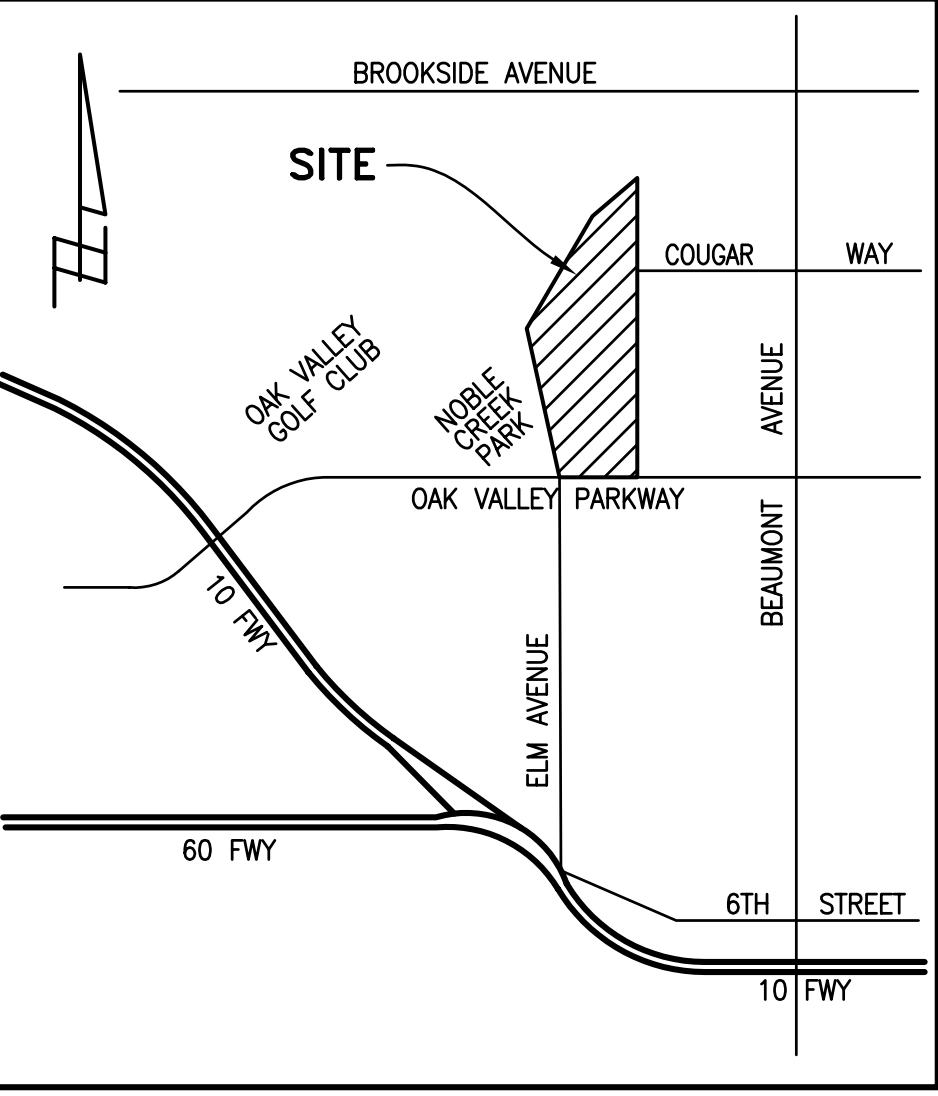 BROOKSIDE AVENUE
SITE
N
COUGAR WAY
OAK VALLEY
GOLF CLUB
NOBLE
CREEK
PARK
BEAUMONT AVENUE
OAK VALLEY PARKWAY
10 FWY
ELM AVENUE
60 FWY
6TH STREET
10 FWY